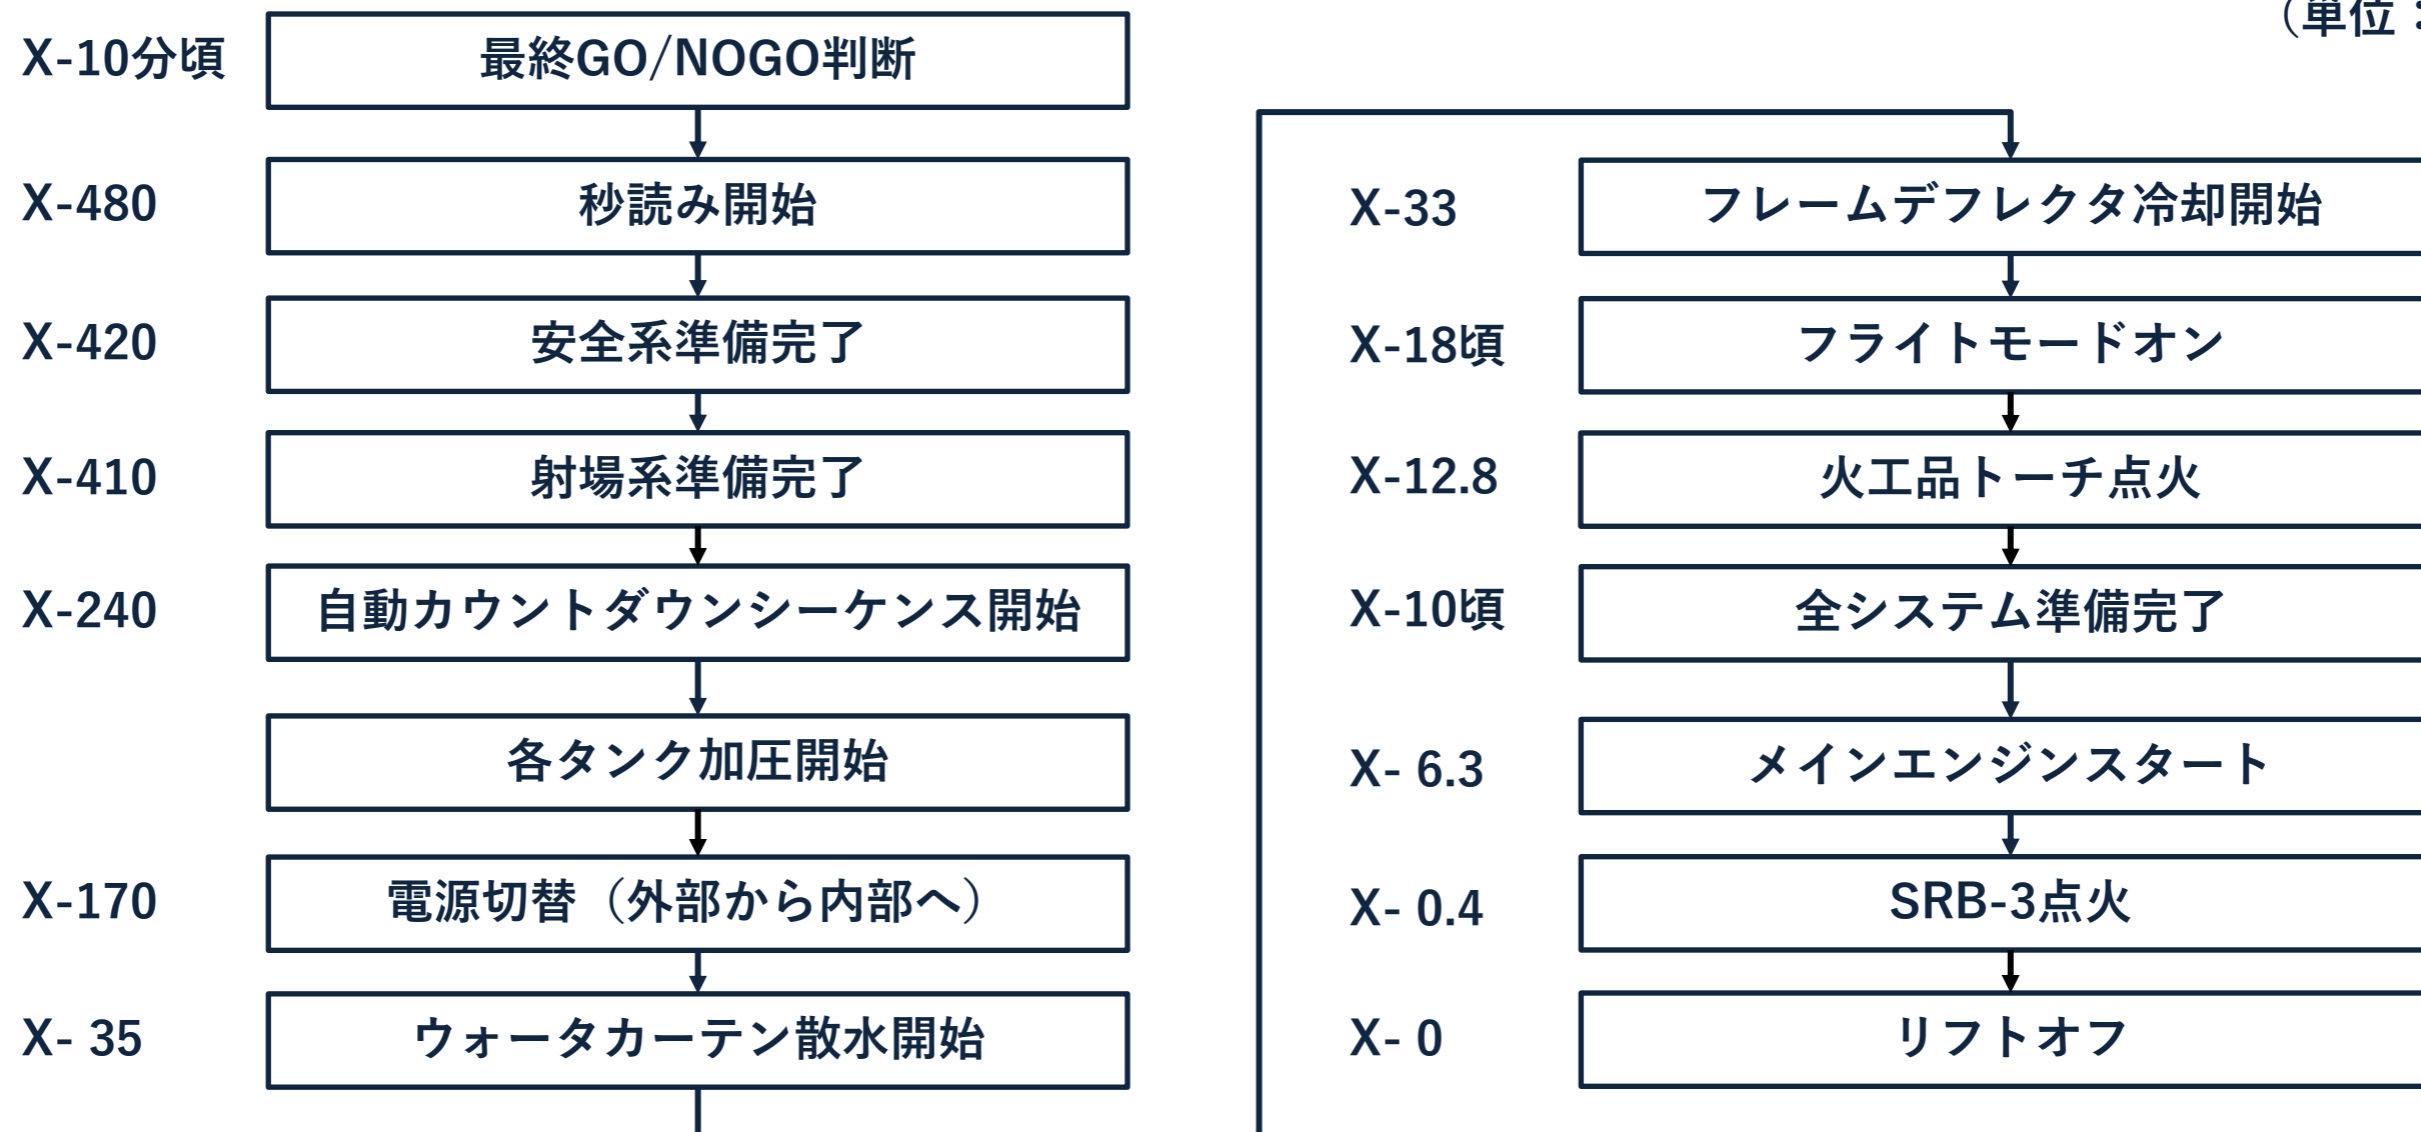 （単位：
X-10分頃 最終GO/NOGO判断
X-480 秒読み開始
X-420 安全系準備完了
X-410 射場系準備完了
X-240 自動カウントダウンシーケンス開始
各タンク加圧開始
X-170 電源切替（外部から内部へ）
X- 35 ウォータカーテン散水開始
X-33 フレームデフレクタ冷却開始
X-18頃 フライトモードオン
X-12.8 火工品トーチ点火
X-10頃 全システム準備完了
X- 6.3 メインエンジンスタート
X- 0.4 SRB-3点火
X- 0 リフトオフ